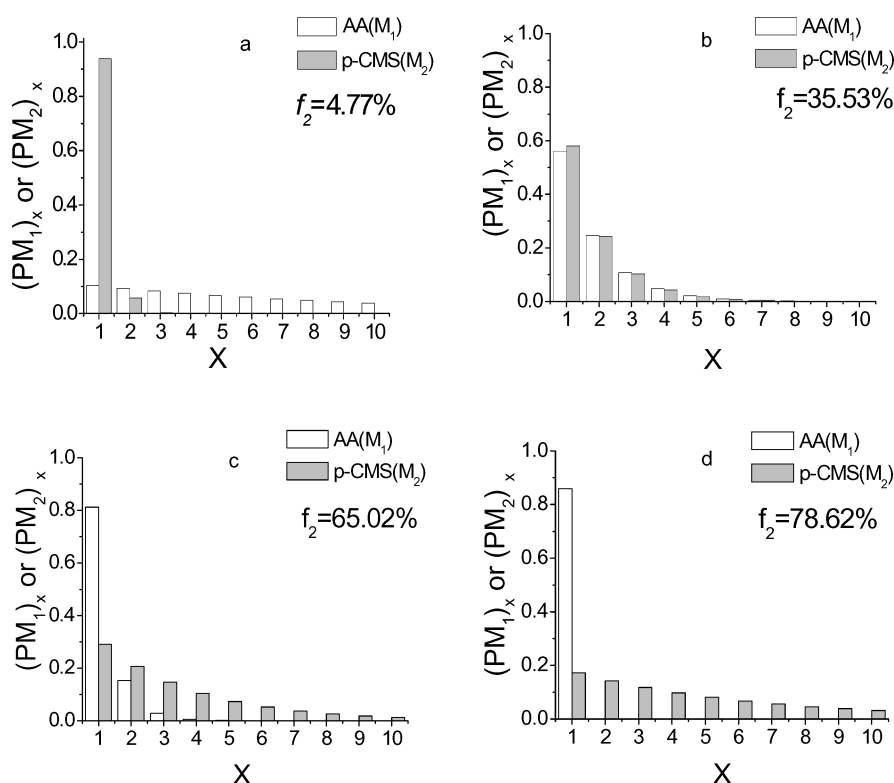 a
AA(M₁)
p-CMS(M₂)
f₂=4.77%
(PM₁)ₓ or (PM₂)ₓ
1.0
0.8
0.6
0.4
0.2
0.0
1 2 3 4 5 6 7 8 9 10
X
b
AA(M₁)
p-CMS(M₂)
f₂=35.53%
(PM₁)ₓ or (PM₂)ₓ
1.0
0.8
0.6
0.4
0.2
0.0
1 2 3 4 5 6 7 8 9 10
X
c
AA(M₁)
p-CMS(M₂)
f₂=65.02%
(PM₁)ₓ or (PM₂)ₓ
1.0
0.8
0.6
0.4
0.2
0.0
1 2 3 4 5 6 7 8 9 10
X
d
AA(M₁)
p-CMS(M₂)
f₂=78.62%
(PM₁)ₓ or (PM₂)ₓ
1.0
0.8
0.6
0.4
0.2
0.0
1 2 3 4 5 6 7 8 9 10
X